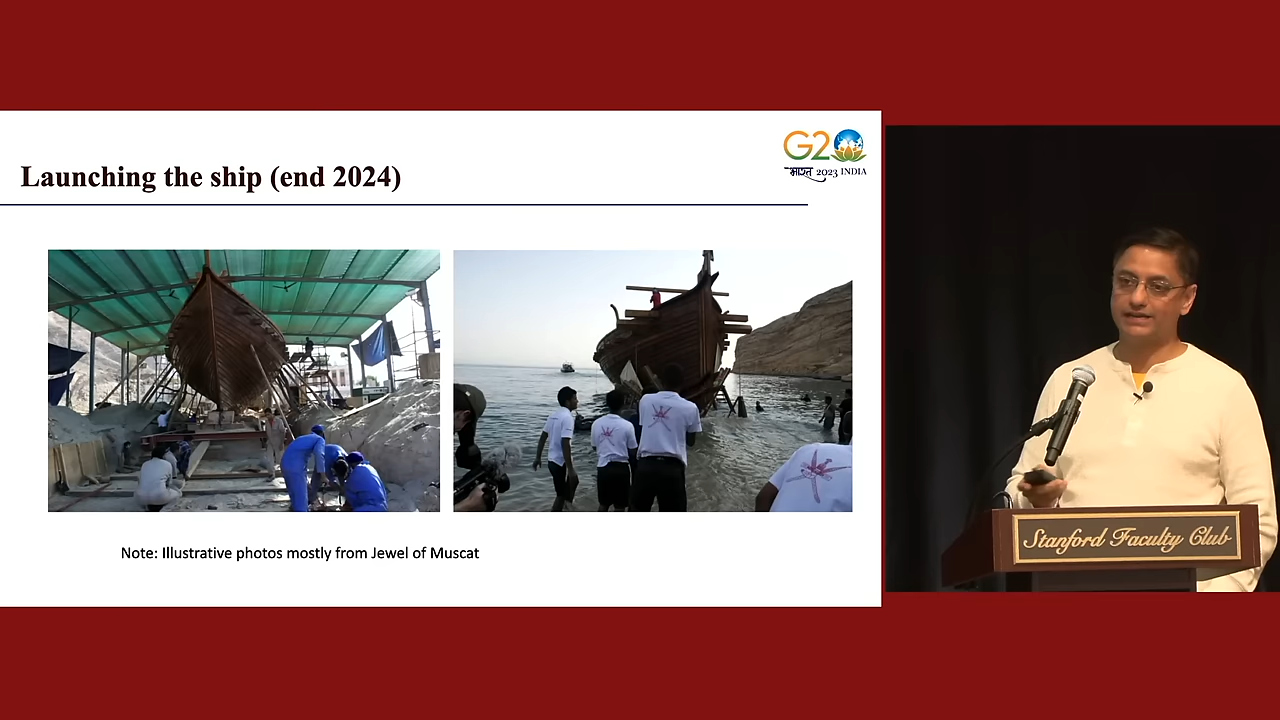 Launching the ship (end 2024)
G20
भारत 2023 INDIA
Note: Illustrative photos mostly from Jewel of Muscat
Stanford Faculty Club